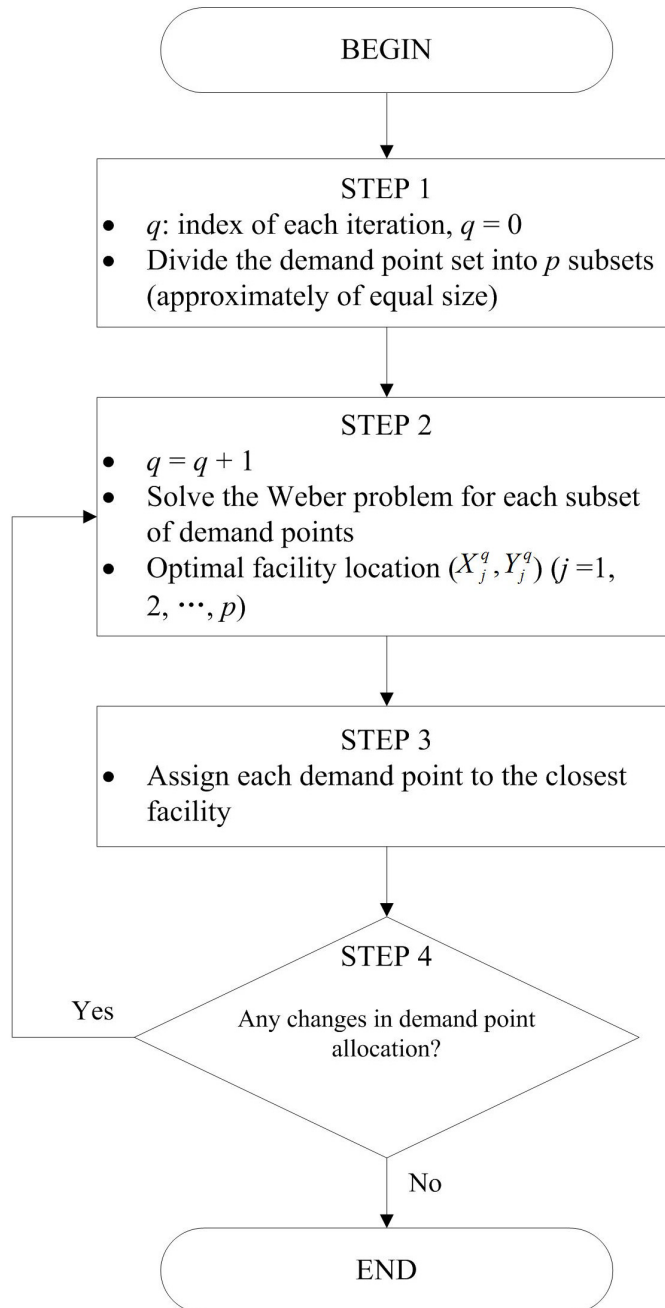 BEGIN
STEP 1
• q: index of each iteration, q = 0
• Divide the demand point set into p subsets
(approximately of equal size)
STEP 2
• q = q + 1
• Solve the Weber problem for each subset
of demand points
• Optimal facility location (X_j^q, Y_j^q) (j =1,
2, ⋯, p)
STEP 3
• Assign each demand point to the closest
facility
STEP 4
Yes
Any changes in demand point
allocation?
No
END